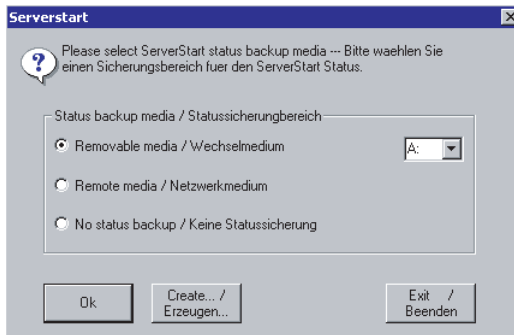 Serverstart
Please select ServerStart status backup media --- Bitte waehlen Sie
einen Sicherungsbereich fuer den ServerStart Status.
Status backup media / Statussicherungbereich
Removable media / Wechselmedium
A:
Remote media / Netzwerkmedium
No status backup / Keine Statussicherung
Ok
Create... /
Erzeugen...
Exit /
Beenden